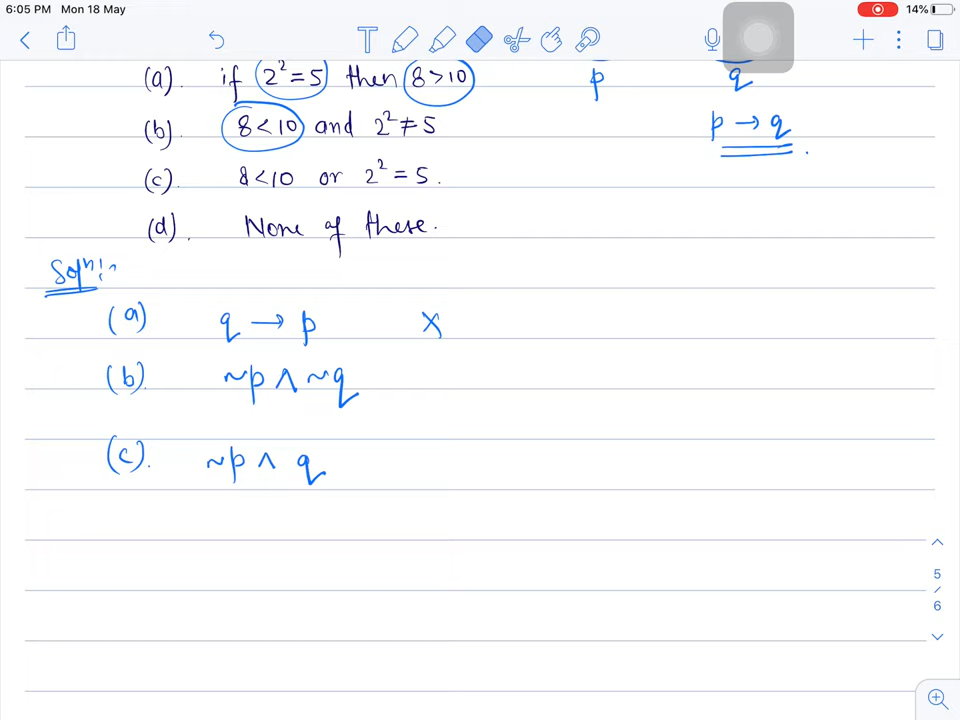 6:05 PM Mon 18 May 14%
(a). if 2² = 5 then 8 > 10 p q
(b). 8 < 10 and 2² ≠ 5 p → q .
(c). 8 < 10 or 2² = 5.
(d). None of these.
Solⁿ:
(a) q → p ×
(b). ~p ∧ ~q
(c). ~p ∧ q
5
/
6